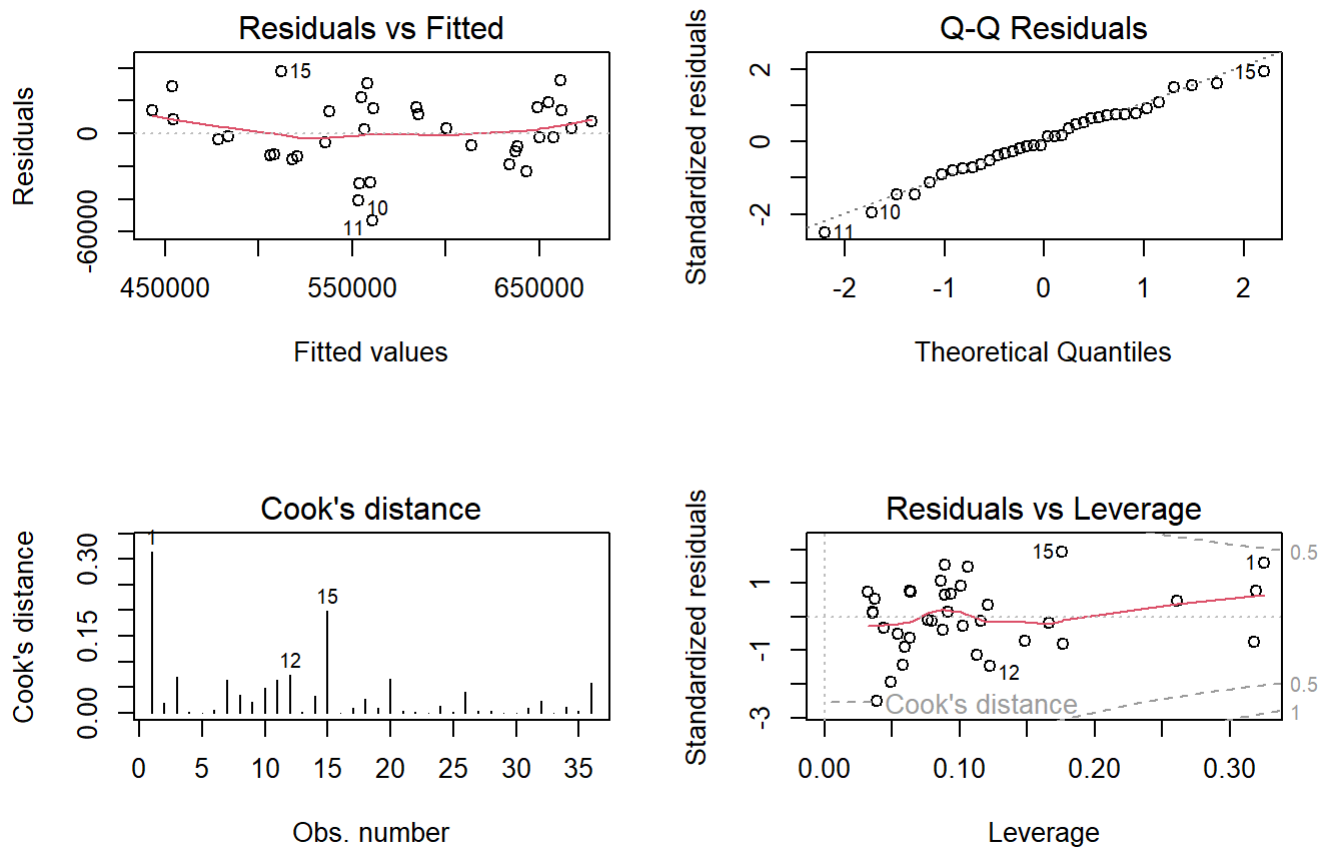 Residuals vs Fitted
Residuals
0
-60000
15
10
11
450000 550000 650000
Fitted values
Q-Q Residuals
Standardized residuals
2
0
-2
15
10
11
-2 -1 0 1 2
Theoretical Quantiles
Cook's distance
Cook's distance
0.30
0.15
0.00
1
15
12
0 5 10 15 20 25 30 35
Obs. number
Residuals vs Leverage
Standardized residuals
1
-1
-3
15
1
12
Cook's distance
0.5
0.5
1
0.00 0.10 0.20 0.30
Leverage